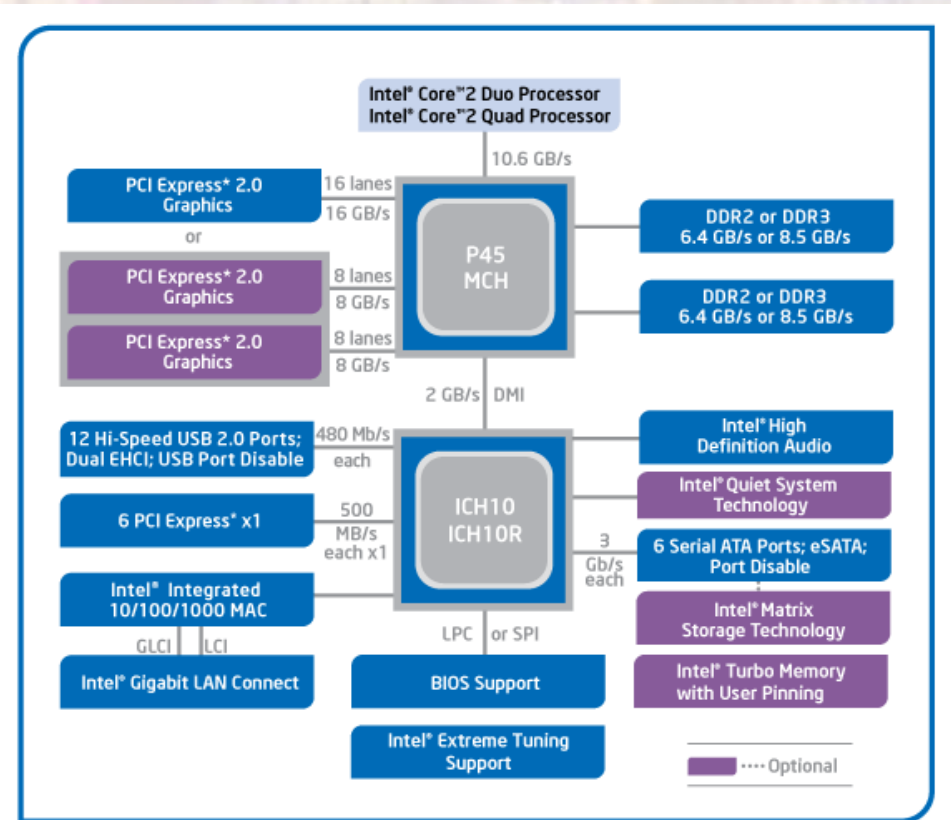 Intel® Core™2 Duo Processor
Intel® Core™2 Quad Processor
10.6 GB/s
PCI Express* 2.0
Graphics
16 lanes
16 GB/s
or
PCI Express* 2.0
Graphics
8 lanes
8 GB/s
PCI Express* 2.0
Graphics
8 lanes
8 GB/s
P45
MCH
DDR2 or DDR3
6.4 GB/s or 8.5 GB/s
DDR2 or DDR3
6.4 GB/s or 8.5 GB/s
2 GB/s DMI
12 Hi-Speed USB 2.0 Ports;
Dual EHCI; USB Port Disable
480 Mb/s
each
6 PCI Express* x1
500
MB/s
each x1
Intel® Integrated
10/100/1000 MAC
GLCI LCI
Intel® Gigabit LAN Connect
ICH10
ICH10R
Intel® High
Definition Audio
Intel® Quiet System
Technology
3
Gb/s
each
6 Serial ATA Ports; eSATA;
Port Disable
Intel® Matrix
Storage Technology
Intel® Turbo Memory
with User Pinning
LPC or SPI
BIOS Support
Intel® Extreme Tuning
Support
Optional